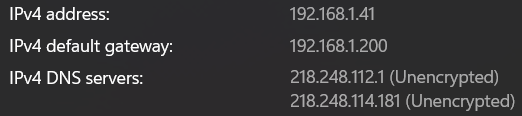 IPv4 address: 192.168.1.41
IPv4 default gateway: 192.168.1.200
IPv4 DNS servers: 218.248.112.1 (Unencrypted)
218.248.114.181 (Unencrypted)